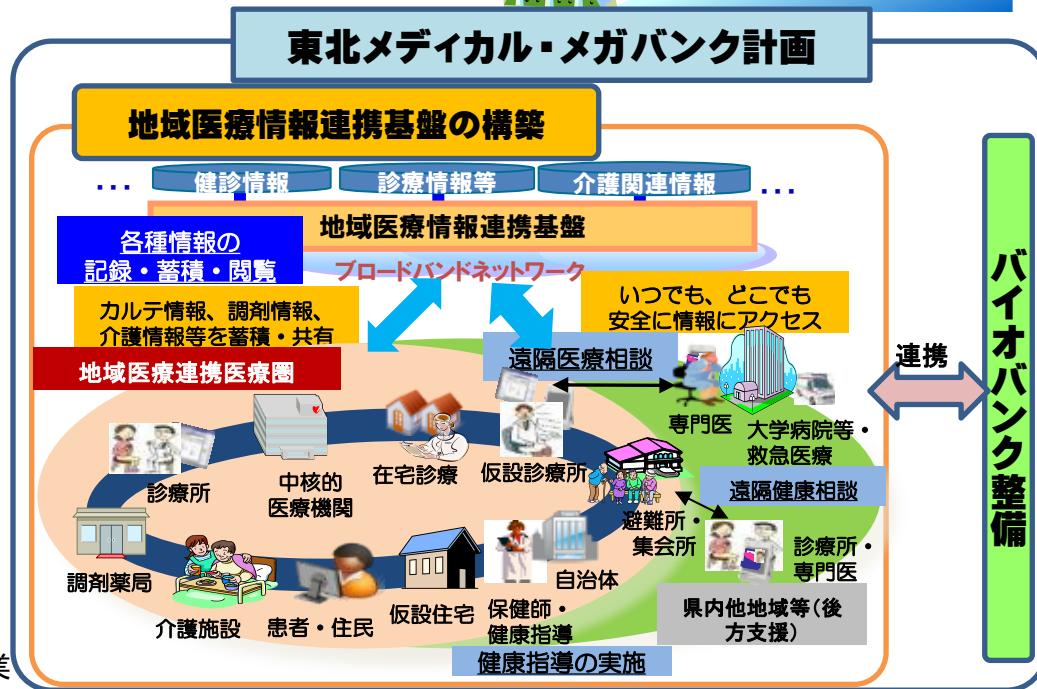 東北メディカル・メガバンク計画
地域医療情報連携基盤の構築
...
健診情報
診療情報等
介護関連情報
...
地域医療情報連携基盤
各種情報の
記録・蓄積・閲覧
ブロードバンドネットワーク
カルテ情報、調剤情報、
介護情報等を蓄積・共有
いつでも、どこでも
安全に情報にアクセス
地域医療連携医療圏
遠隔医療相談
連携
バイオバンク整備
専門医
大学病院等・
救急医療
診療所
中核的
医療機関
在宅診療
仮設診療所
遠隔健康相談
避難所・
集会所
診療所・
専門医
調剤薬局
介護施設
患者・住民
仮設住宅
保健師・
健康指導
自治体
県内他地域等(後
方支援)
健康指導の実施
業